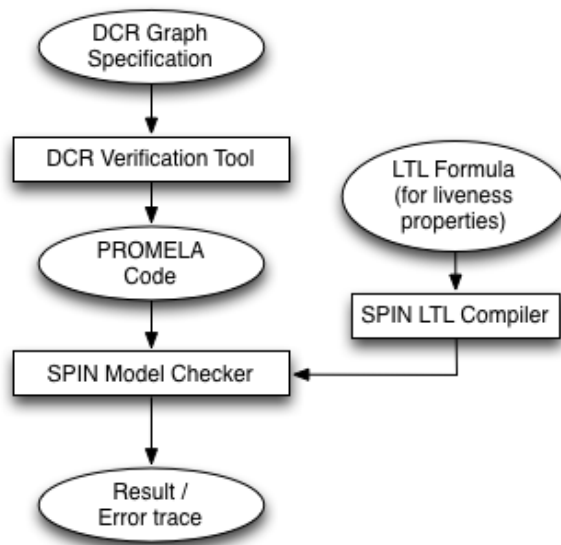 DCR Graph
Specification
DCR Verification Tool
PROMELA
Code
SPIN Model Checker
Result /
Error trace
LTL Formula
(for liveness
properties)
SPIN LTL Compiler